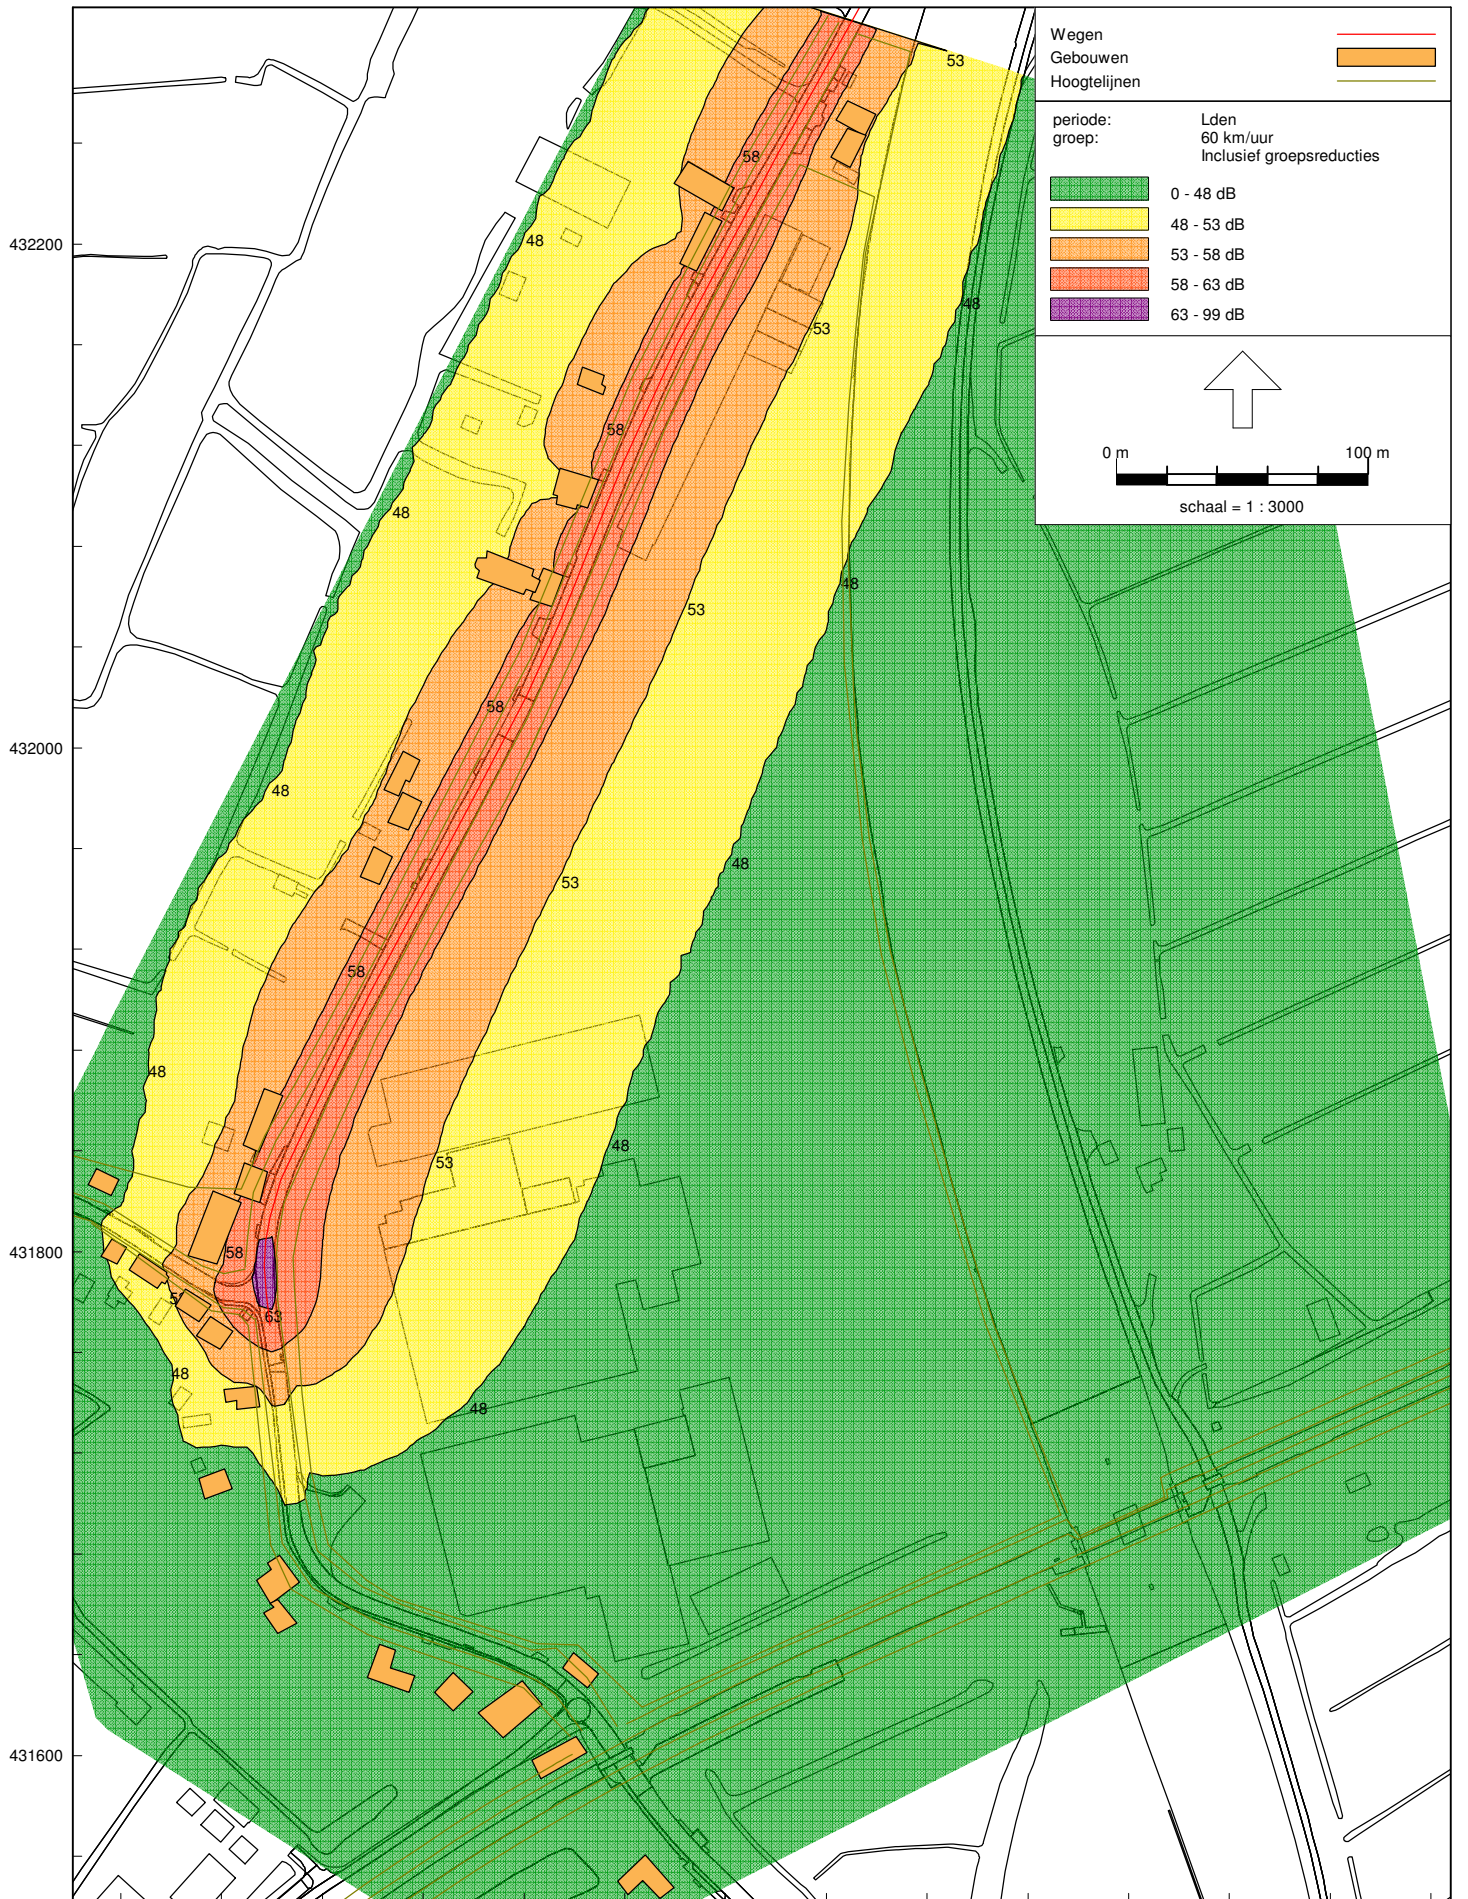 Wegen
Gebouwen
Hoogtelijnen
periode: Lden
groep: 60 km/uur
Inclusief groepsreducties
0 - 48 dB
48 - 53 dB
53 - 58 dB
58 - 63 dB
63 - 99 dB
0 m 100 m
schaal = 1 : 3000
53
58
48
432200
48
53
58
48
48
53
58
432000
48
48
53
58
48
48
53
58
431800
63
48
48
431600